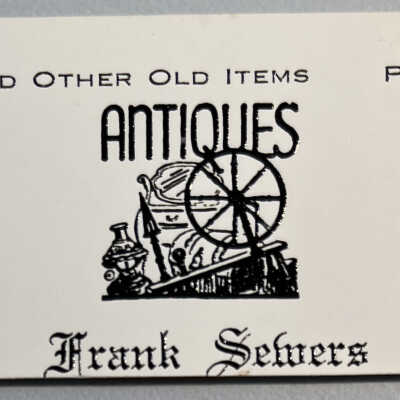 D OTHER OLD ITEMS P
ANTIQUES
Frank Sewers